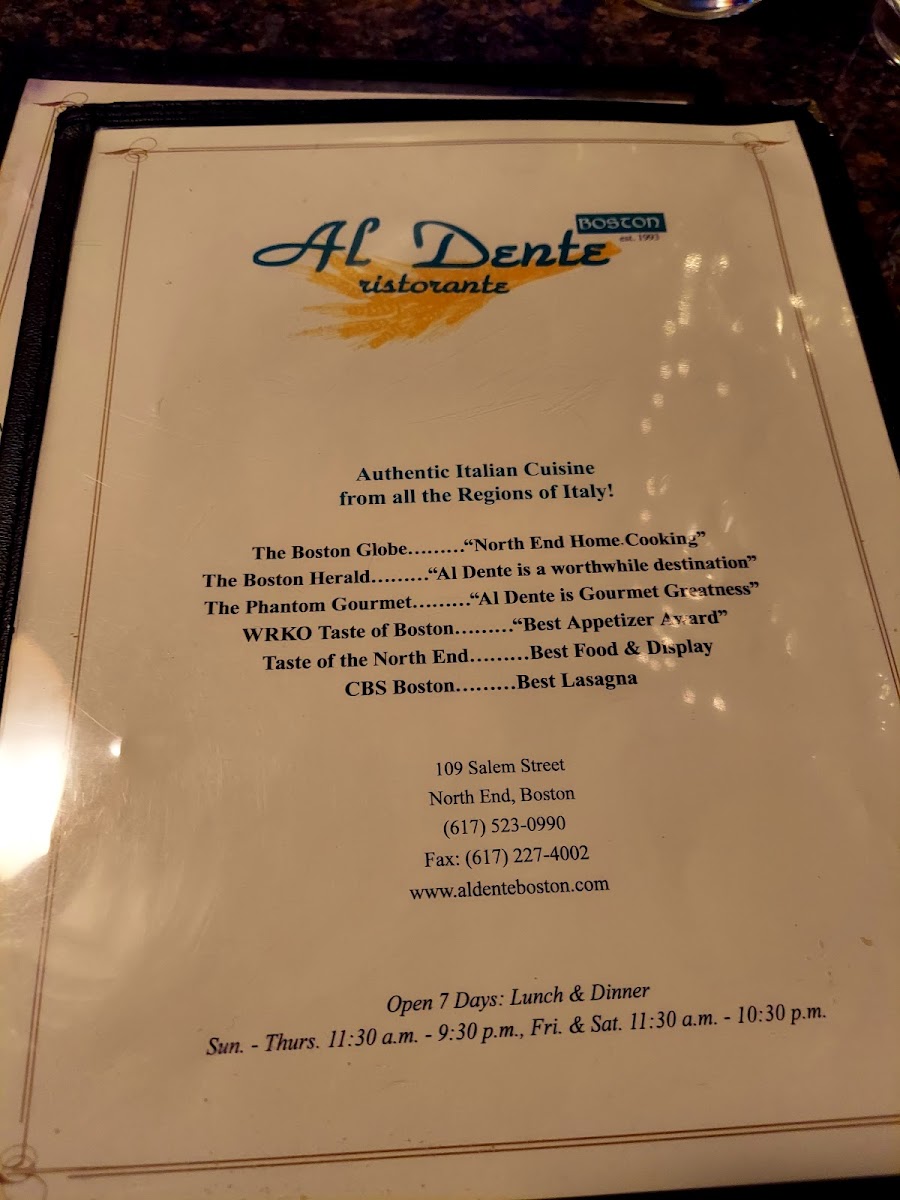 Al Dente
BOSTON
est. 1993
ristorante
Authentic Italian Cuisine
from all the Regions of Italy!
The Boston Globe.........“North End Home Cooking”
The Boston Herald.........“Al Dente is a worthwhile destination”
The Phantom Gourmet.........“Al Dente is Gourmet Greatness”
WRKO Taste of Boston.........“Best Appetizer Award”
Taste of the North End.........Best Food & Display
CBS Boston.........Best Lasagna
109 Salem Street
North End, Boston
(617) 523-0990
Fax: (617) 227-4002
www.aldenteboston.com
Open 7 Days: Lunch & Dinner
Sun. - Thurs. 11:30 a.m. - 9:30 p.m., Fri. & Sat. 11:30 a.m. - 10:30 p.m.